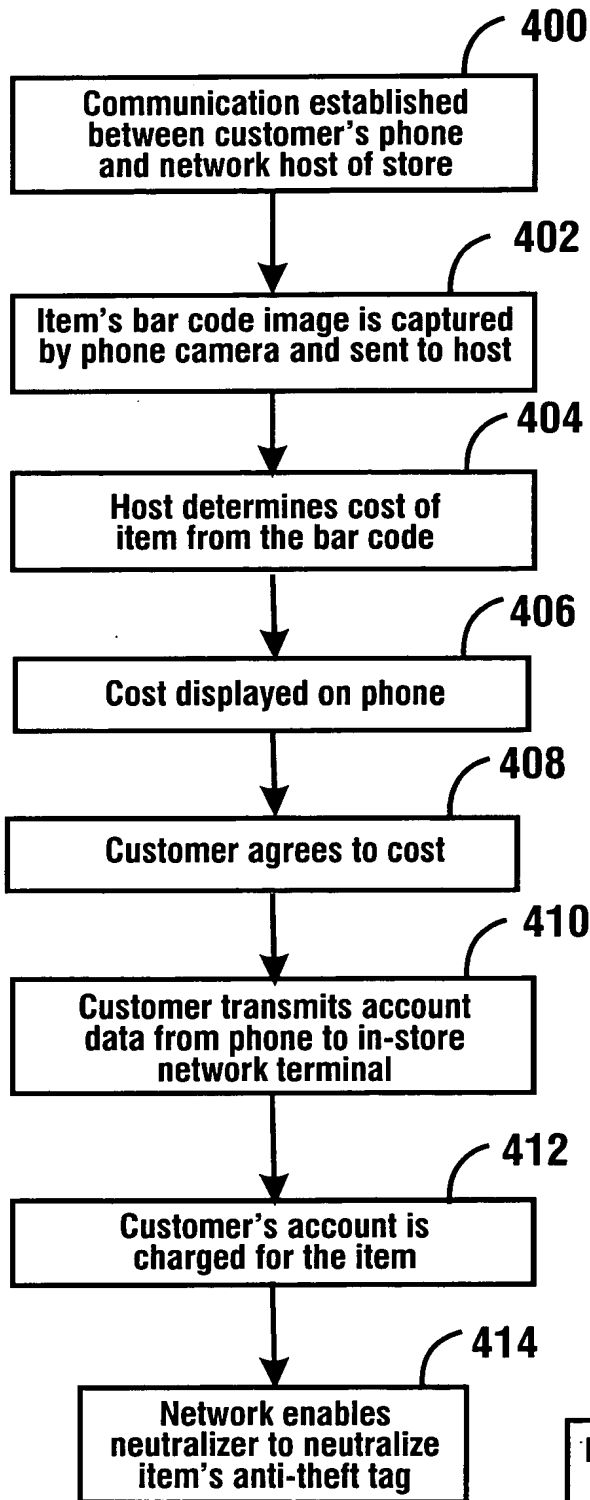 400
Communication established
between customer's phone
and network host of store
402
Item's bar code image is captured
by phone camera and sent to host
404
Host determines cost of
item from the bar code
406
Cost displayed on phone
408
Customer agrees to cost
410
Customer transmits account
data from phone to in-store
network terminal
412
Customer's account is
charged for the item
414
Network enables
neutralizer to neutralize
item's anti-theft tag